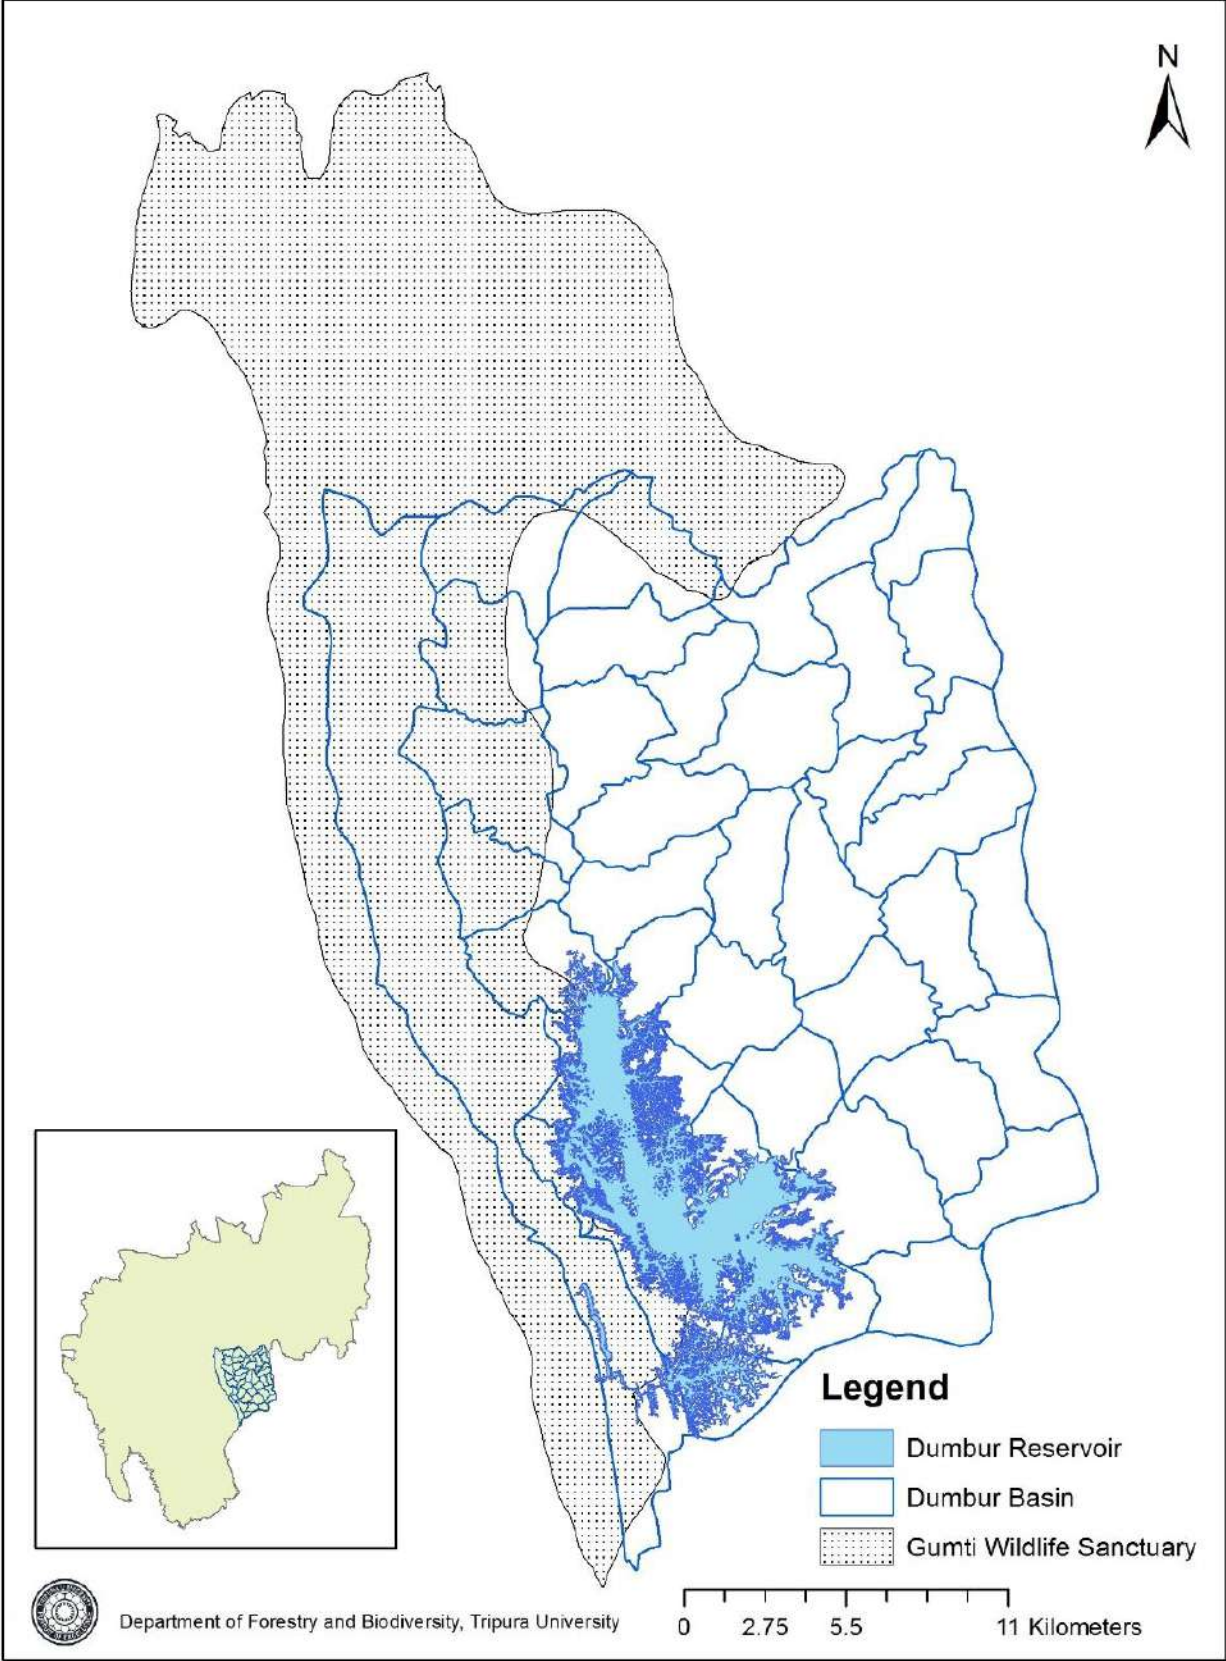 N
Legend
Dumbur Reservoir
Dumbur Basin
Gumti Wildlife Sanctuary
Department of Forestry and Biodiversity, Tripura University
0 2.75 5.5 11 Kilometers